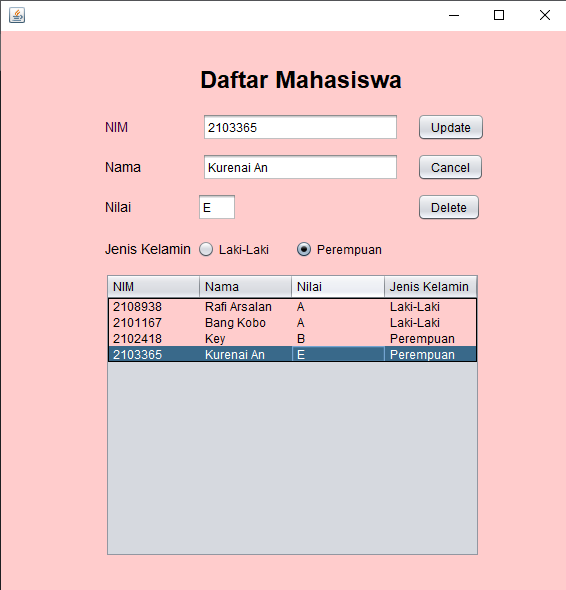 Daftar Mahasiswa
NIM 2103365 Update
Nama Kurenai An Cancel
Nilai E Delete
Jenis Kelamin Laki-Laki Perempuan
NIM Nama Nilai Jenis Kelamin
2108938 Rafi Arsalan A Laki-Laki
2101167 Bang Kobo A Laki-Laki
2102418 Key B Perempuan
2103365 Kurenai An E Perempuan